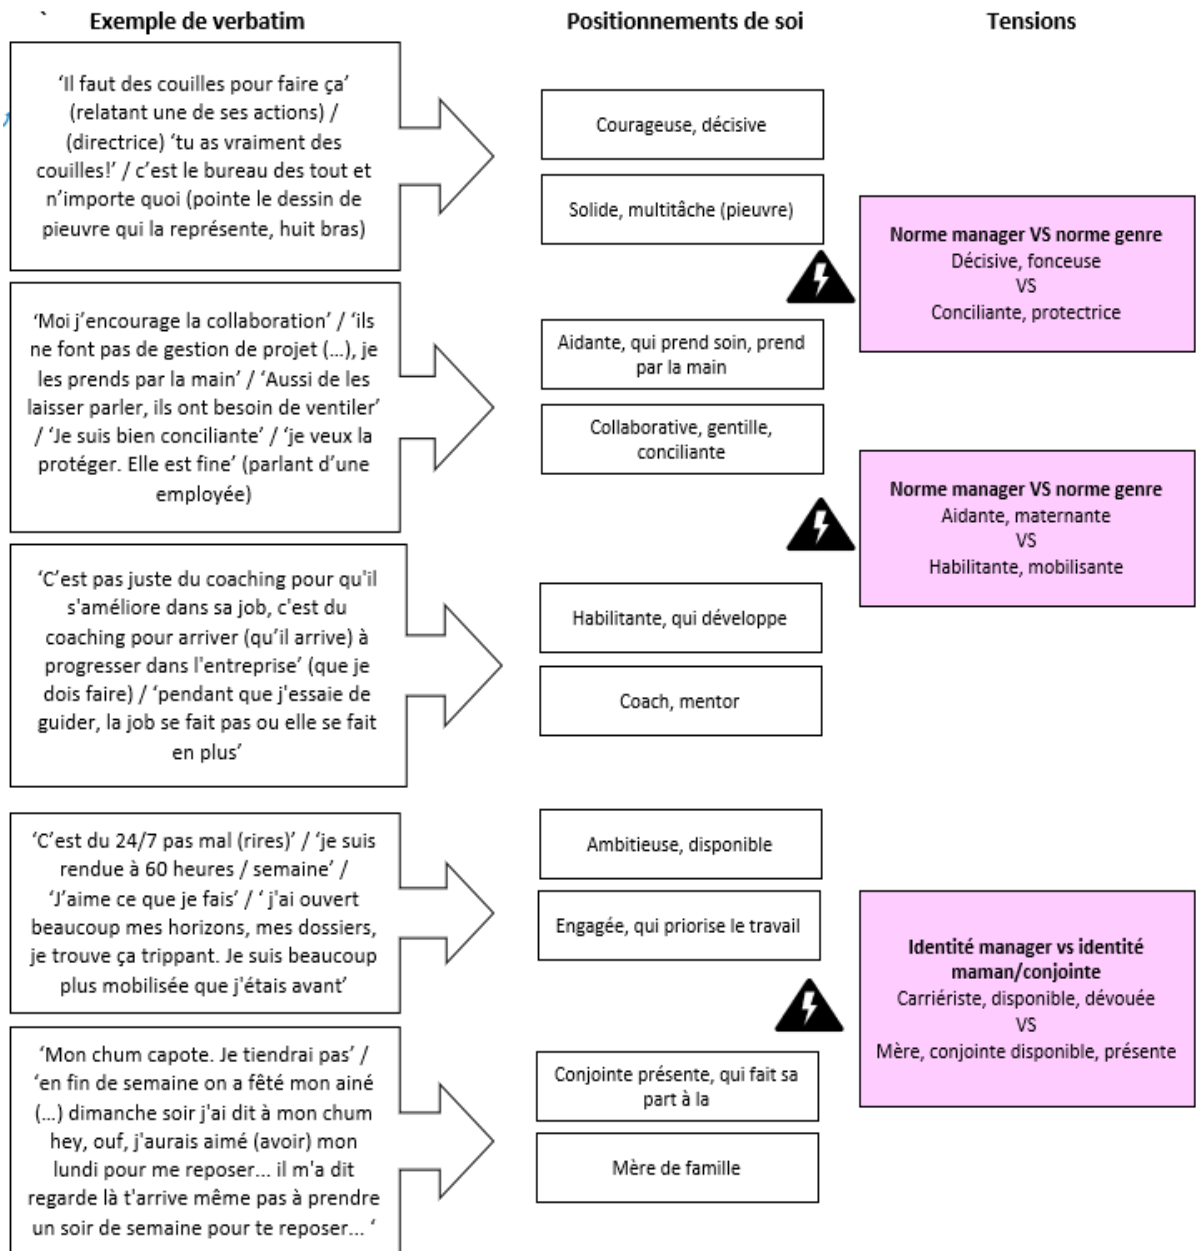 `
Exemple de verbatim
Positionnements de soi
Tensions
‘Il faut des couilles pour faire ça’
(relatant une de ses actions) /
(directrice) ‘tu as vraiment des
couilles!’ / c’est le bureau des tout et
n’importe quoi (pointe le dessin de
pieuvre qui la représente, huit bras)
Courageuse, décisive
Solide, multitâche (pieuvre)
Norme manager VS norme genre
Décisive, fonceuse
VS
Conciliante, protectrice
‘Moi j’encourage la collaboration’ / ‘ils
ne font pas de gestion de projet (…), je
les prends par la main’ / ‘Aussi de les
laisser parler, ils ont besoin de ventiler’
/ ‘Je suis bien conciliante’ / ‘je veux la
protéger. Elle est fine’ (parlant d’une
employée)
Aidante, qui prend soin, prend
par la main
Collaborative, gentille,
conciliante
Norme manager VS norme genre
Aidante, maternante
VS
Habilitante, mobilisante
‘C’est pas juste du coaching pour qu'il
s'améliore dans sa job, c'est du
coaching pour arriver (qu’il arrive) à
progresser dans l'entreprise’ (que je
dois faire) / ‘pendant que j'essaie de
guider, la job se fait pas ou elle se fait
en plus’
Habilitante, qui développe
Coach, mentor
‘C’est du 24/7 pas mal (rires)’ / ‘je suis
rendue à 60 heures / semaine’ /
‘J’aime ce que je fais’ / ‘ j'ai ouvert
beaucoup mes horizons, mes dossiers,
je trouve ça trippant. Je suis beaucoup
plus mobilisée que j'étais avant’
Ambitieuse, disponible
Engagée, qui priorise le travail
Identité manager vs identité
maman/conjointe
Carriériste, disponible, dévouée
VS
Mère, conjointe disponible, présente
‘Mon chum capote. Je tiendrai pas’ /
‘en fin de semaine on a fêté mon ainé
(…) dimanche soir j'ai dit à mon chum
hey, ouf, j'aurais aimé (avoir) mon
lundi pour me reposer... il m'a dit
regarde là t'arrive même pas à prendre
un soir de semaine pour te reposer... ‘
Conjointe présente, qui fait sa
part à la
Mère de famille